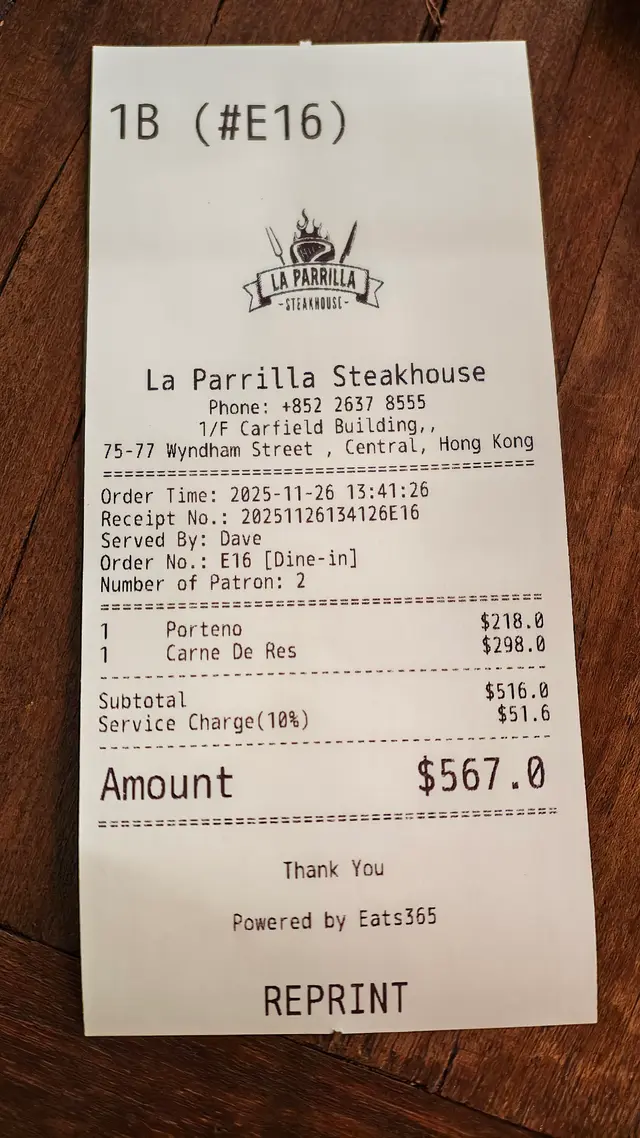 1B (#E16)
LA PARRILLA
-STEAKHOUSE-
La Parrilla Steakhouse
Phone: +852 2637 8555
1/F Carfield Building,,
75-77 Wyndham Street , Central, Hong Kong
Order Time: 2025-11-26 13:41:26
Receipt No.: 20251126134126E16
Served By: Dave
Order No.: E16 [Dine-in]
Number of Patron: 2
1 Porteno $218.0
1 Carne De Res $298.0
Subtotal $516.0
Service Charge(10%) $51.6
Amount $567.0
Thank You
Powered by Eats365
REPRINT